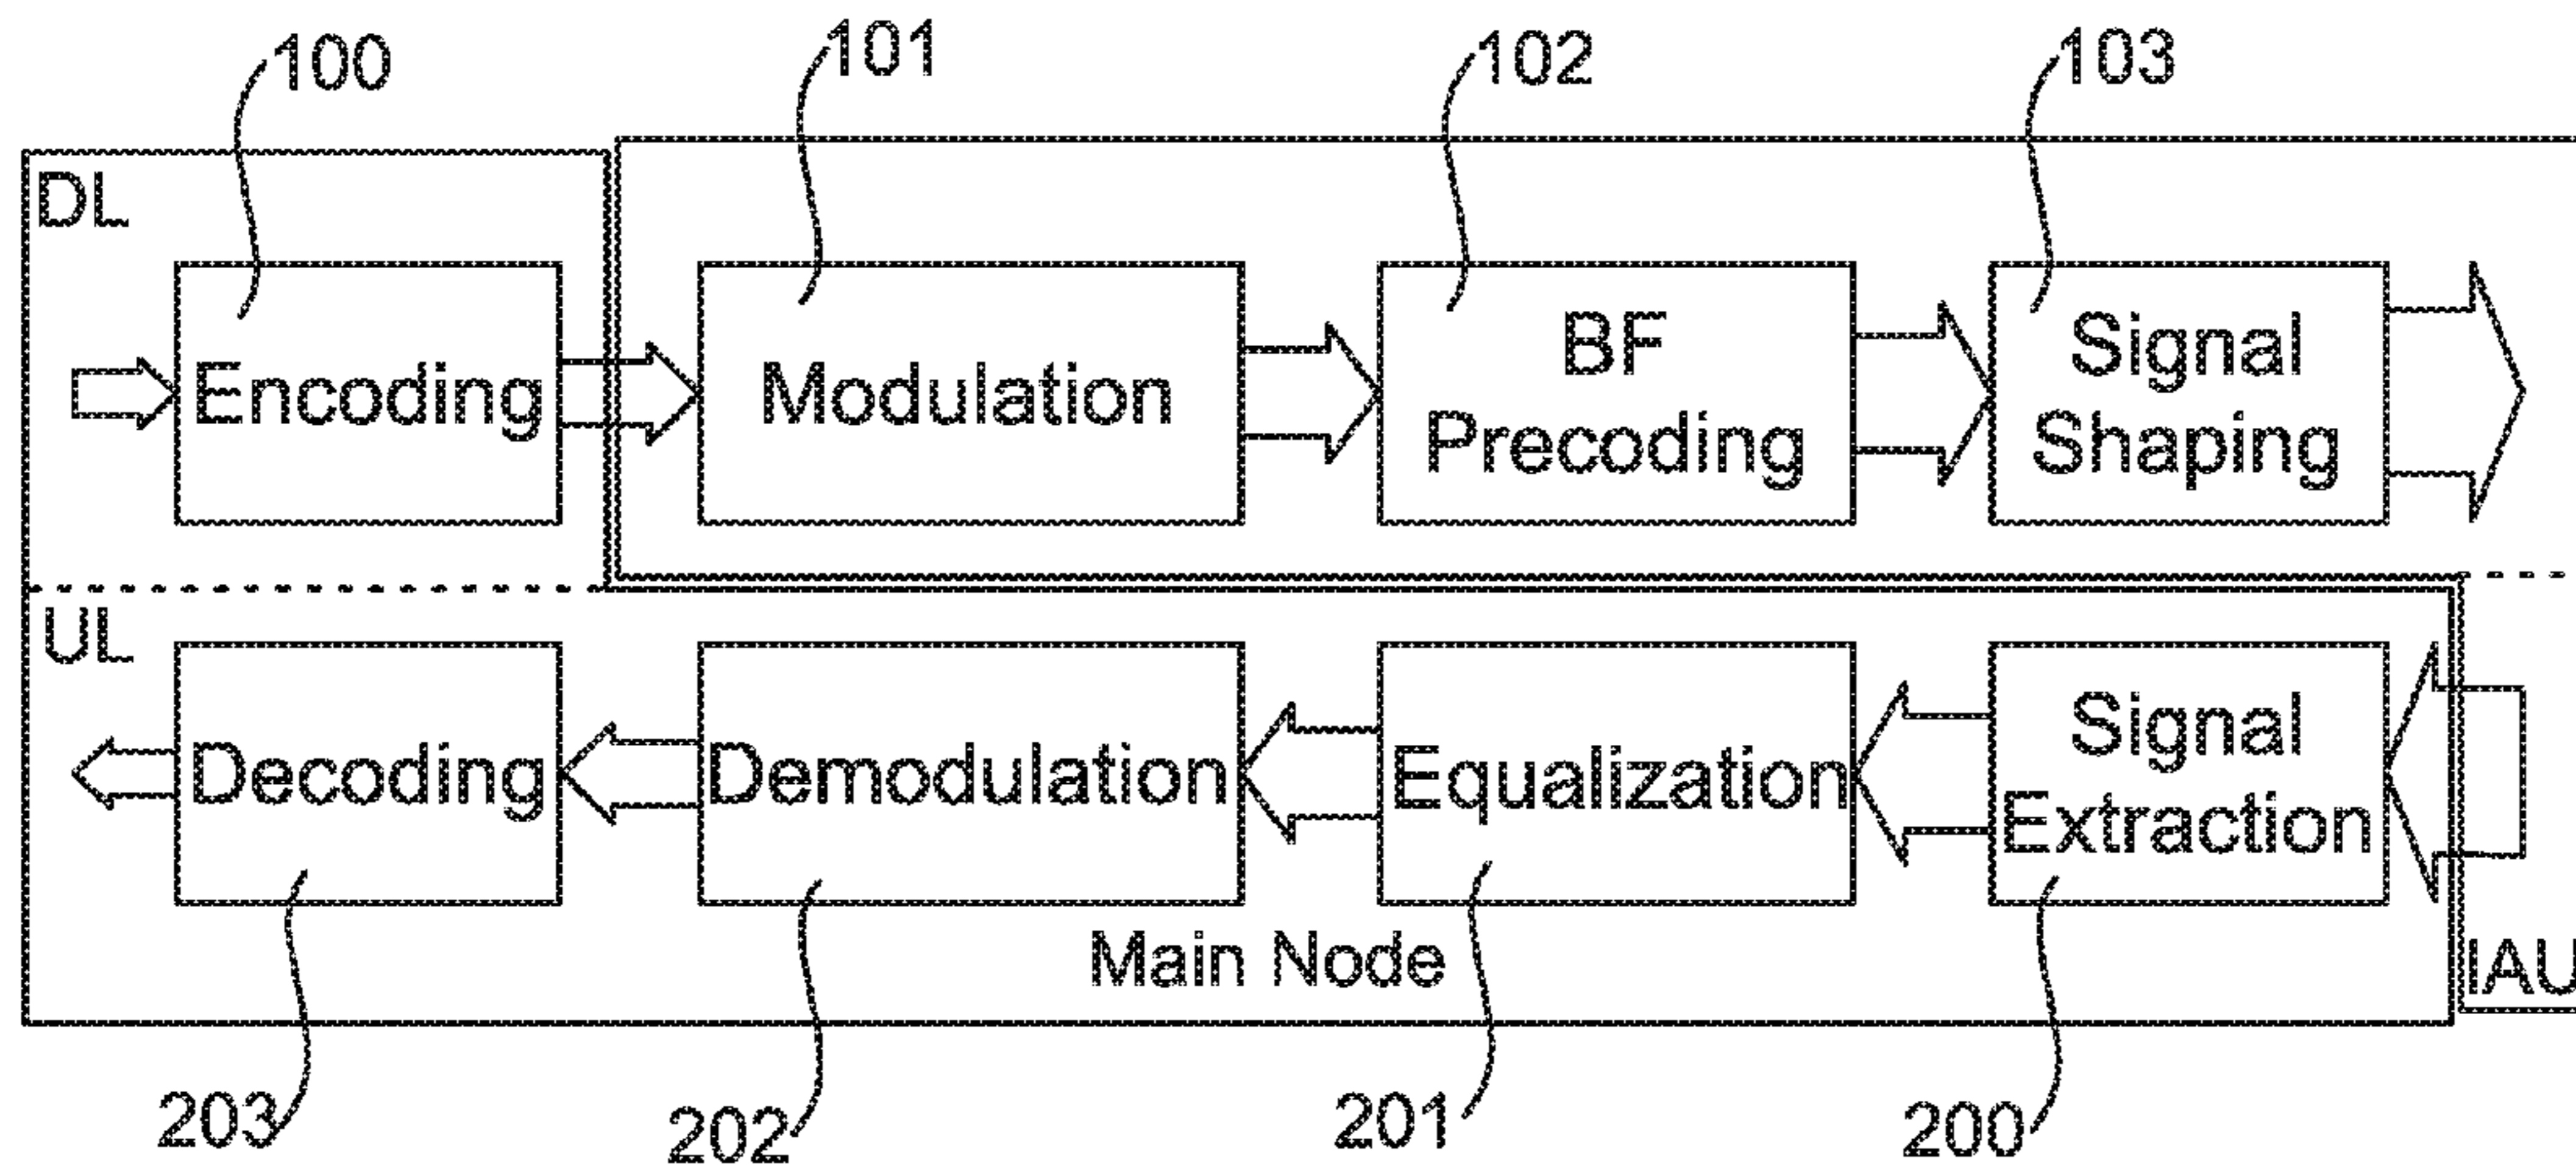 100
101
102
103
DL
Encoding
Modulation
BF
Precoding
Signal
Shaping
UL
Decoding
Demodulation
Equalization
Signal
Extraction
Main Node
IAU
203
202
201
200